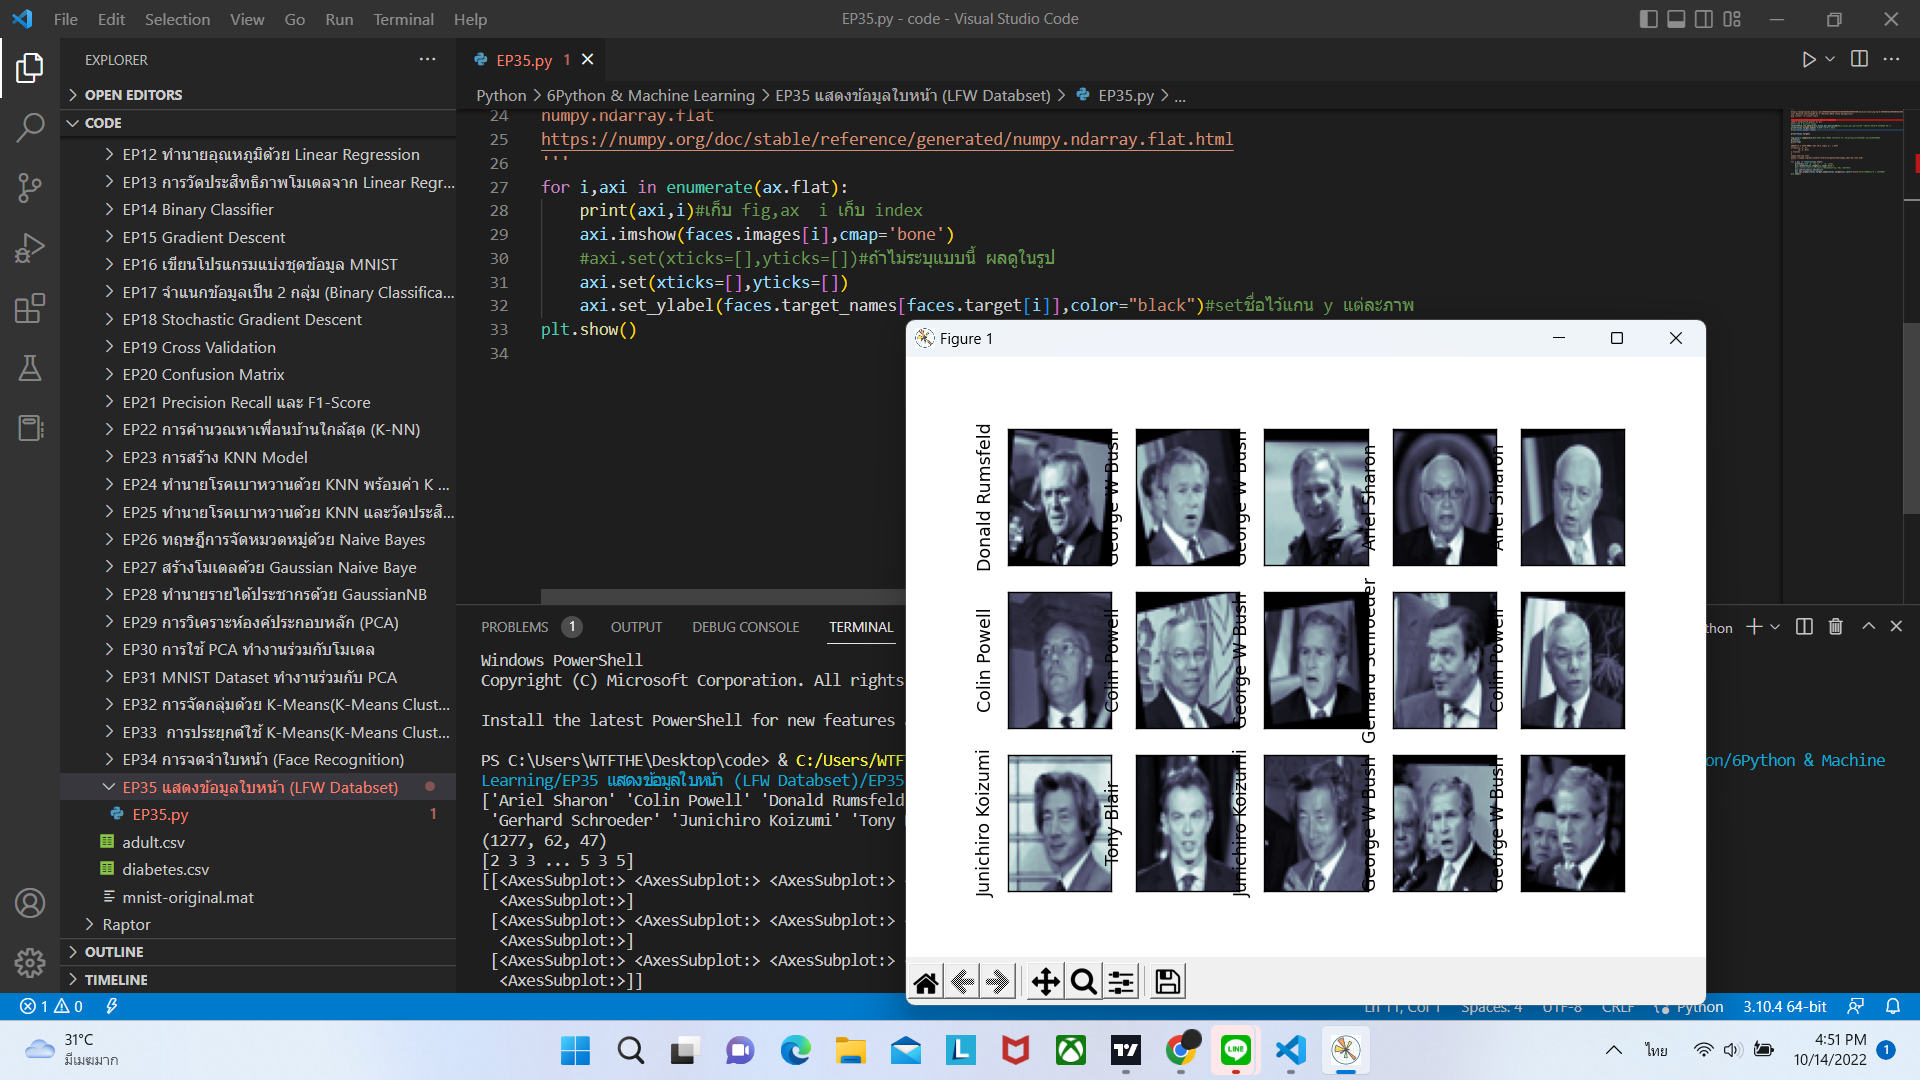 File Edit Selection View Go Run Terminal Help
EP35.py - code - Visual Studio Code
EXPLORER
OPEN EDITORS
CODE
EP12 ทำนายอุณหภูมิด้วย Linear Regression
EP13 การวัดประสิทธิภาพโมเดลจาก Linear Regr...
EP14 Binary Classifier
EP15 Gradient Descent
EP16 เขียนโปรแกรมแบ่งชุดข้อมูล MNIST
EP17 จำแนกข้อมูลเป็น 2 กลุ่ม (Binary Classifica...
EP18 Stochastic Gradient Descent
EP19 Cross Validation
EP20 Confusion Matrix
EP21 Precision Recall และ F1-Score
EP22 การคำนวณหาเพื่อนบ้านใกล้สุด (K-NN)
EP23 การสร้าง KNN Model
EP24 ทำนายโรคเบาหวานด้วย KNN พร้อมค่า K ...
EP25 ทำนายโรคเบาหวานด้วย KNN และวัดประสิ...
EP26 ทฤษฎีการจัดหมวดหมู่ด้วย Naive Bayes
EP27 สร้างโมเดลด้วย Gaussian Naive Baye
EP28 ทำนายรายได้ประชากรด้วย GaussianNB
EP29 การวิเคราะห์องค์ประกอบหลัก (PCA)
EP30 การใช้ PCA ทำงานร่วมกับโมเดล
EP31 MNIST Dataset ทำงานร่วมกับ PCA
EP32 การจัดกลุ่มด้วย K-Means(K-Means Clust...
EP33 การประยุกต์ใช้ K-Means(K-Means Clust...
EP34 การจดจำใบหน้า (Face Recognition)
EP35 แสดงข้อมูลใบหน้า (LFW Databset)
EP35.py 1
adult.csv
diabetes.csv
mnist-original.mat
Raptor
OUTLINE
TIMELINE
EP35.py 1
Python > 6Python & Machine Learning > EP35 แสดงข้อมูลใบหน้า (LFW Databset) > EP35.py > ...
24 numpy.ndarray.flat
25 https://numpy.org/doc/stable/reference/generated/numpy.ndarray.flat.html
26 '''
27 for i,axi in enumerate(ax.flat):
28 print(axi,i)#เก็บ fig,ax  i เก็บ index
29 axi.imshow(faces.images[i],cmap='bone')
30 #axi.set(xticks=[],yticks=[])#ถ้าไม่ระบุแบบนี้ ผลดูในรูป
31 axi.set(xticks=[],yticks=[])
32 axi.set_ylabel(faces.target_names[faces.target[i]],color="black")#setชื่อไว้แกน y แต่ละภาพ
33 plt.show()
34
PROBLEMS 1 OUTPUT DEBUG CONSOLE TERMINAL
Windows PowerShell
Copyright (C) Microsoft Corporation. All rights
Install the latest PowerShell for new features
PS C:\Users\WTFTHE\Desktop\code> & C:/Users/WTF
on/6Python & Machine
Learning/EP35 แสดงข้อมูลใบหน้า (LFW Databset)/EP35
['Ariel Sharon' 'Colin Powell' 'Donald Rumsfeld
'Gerhard Schroeder' 'Junichiro Koizumi' 'Tony
(1277, 62, 47)
[2 3 3 ... 5 3 5]
[[<AxesSubplot:> <AxesSubplot:> <AxesSubplot:>
<AxesSubplot:>]
[<AxesSubplot:> <AxesSubplot:> <AxesSubplot:>
<AxesSubplot:>]
[<AxesSubplot:> <AxesSubplot:> <AxesSubplot:>
<AxesSubplot:>]]
Figure 1
Donald Rumsfeld
George W Bush
George W Bush
Ariel Sharon
Ariel Sharon
Colin Powell
Colin Powell
George W Bush
Gerhard Schroeder
Colin Powell
Junichiro Koizumi
Tony Blair
Junichiro Koizumi
George W Bush
George W Bush
1 0
Ln 11, Col 1 Spaces: 4 UTF-8 CRLF Python 3.10.4 64-bit
31°C
มีเมฆมาก
ไทย
4:51 PM
10/14/2022
1
LINE